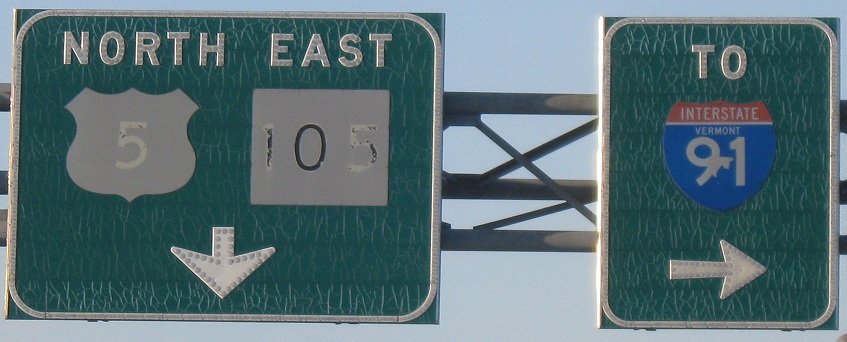 NORTH EAST
5 105
TO
INTERSTATE
VERMONT
91